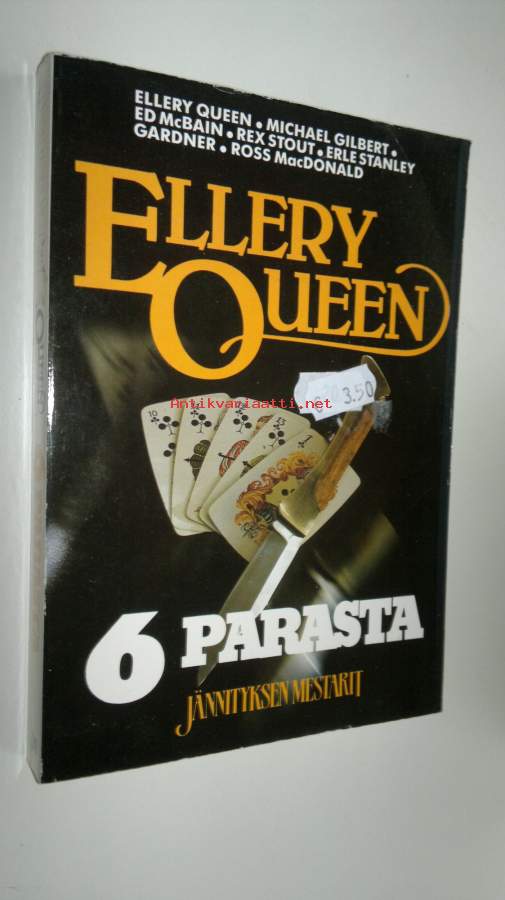 ELLERY QUEEN • MICHAEL GILBERT •
ED McBAIN • REX STOUT • ERLE STANLEY
GARDNER • ROSS MacDONALD
ELLERY
QUEEN
Antikvariaatti.net
3.50
10
6 PARASTA
JÄNNITYKSEN MESTARIT